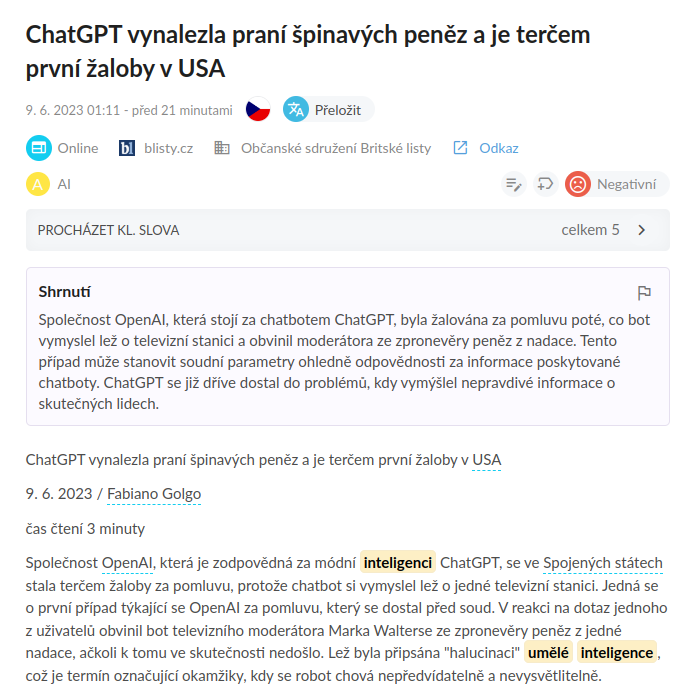 ChatGPT vynalezla praní špinavých peněz a je terčem
první žaloby v USA
9. 6. 2023 01:11 - před 21 minutami Přeložit
Online bl blisty.cz Občanské sdružení Britské listy Odkaz
A AI Negativní
PROCHÁZET KL. SLOVA celkem 5
Shrnutí
Společnost OpenAI, která stojí za chatbotem ChatGPT, byla žalována za pomluvu poté, co bot
vymyslel lež o televizní stanici a obvinil moderátora ze zpronevěry peněz z nadace. Tento
případ může stanovit soudní parametry ohledně odpovědnosti za informace poskytované
chatboty. ChatGPT se již dříve dostal do problémů, kdy vymýšlel nepravdivé informace o
skutečných lidech.
ChatGPT vynalezla praní špinavých peněz a je terčem první žaloby v USA
9. 6. 2023 / Fabiano Golgo
čas čtení 3 minuty
Společnost OpenAI, která je zodpovědná za módní inteligenci ChatGPT, se ve Spojených státech
stala terčem žaloby za pomluvu, protože chatbot si vymyslel lež o jedné televizní stanici. Jedná se
o první případ týkající se OpenAI za pomluvu, který se dostal před soud. V reakci na dotaz jednoho
z uživatelů obvinil bot televizního moderátora Marka Walterse ze zpronevěry peněz z jedné
nadace, ačkoli k tomu ve skutečnosti nedošlo. Lež byla připsána "halucinaci" umělé inteligence,
což je termín označující okamžiky, kdy se robot chová nepředvídatelně a nevysvětlitelně.